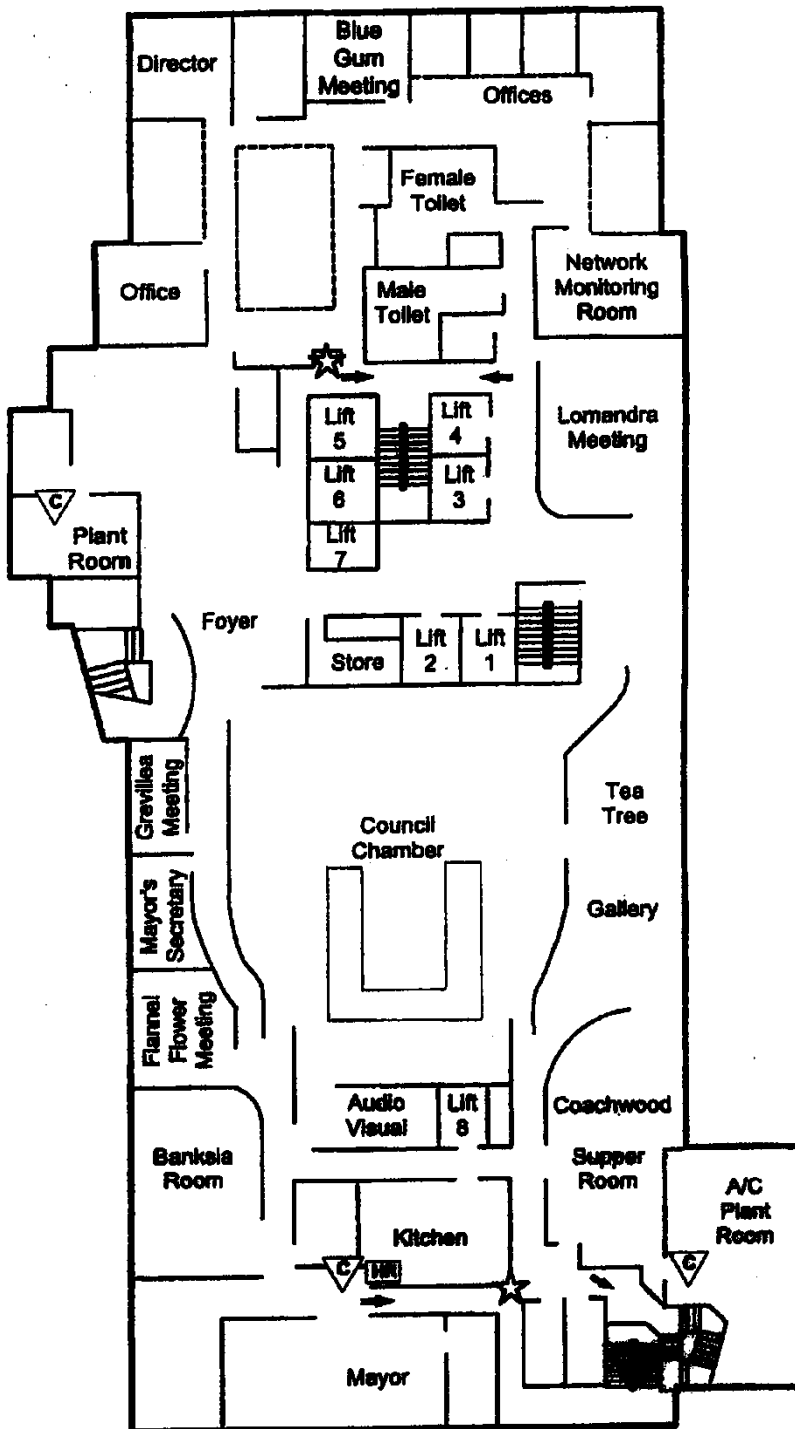 Director
Blue
Gum
Meeting
Offices
Female
Toilet
Office
Network
Monitoring
Room
Male
Toilet
Lift
5
Lift
4
Lomandra
Meeting
Lift
6
Lift
3
C
Plant
Room
Lift
7
Foyer
Store
Lift
2
Lift
1
Grevillea
Meeting
Tea
Tree
Council
Chamber
Mayor's
Secretary
Gallery
Flannel
Flower
Meeting
Audio
Visual
Lift
8
Coachwood
Banksia
Room
Supper
Room
A/C
Plant
Room
Kitchen
C
HR
C
Mayor